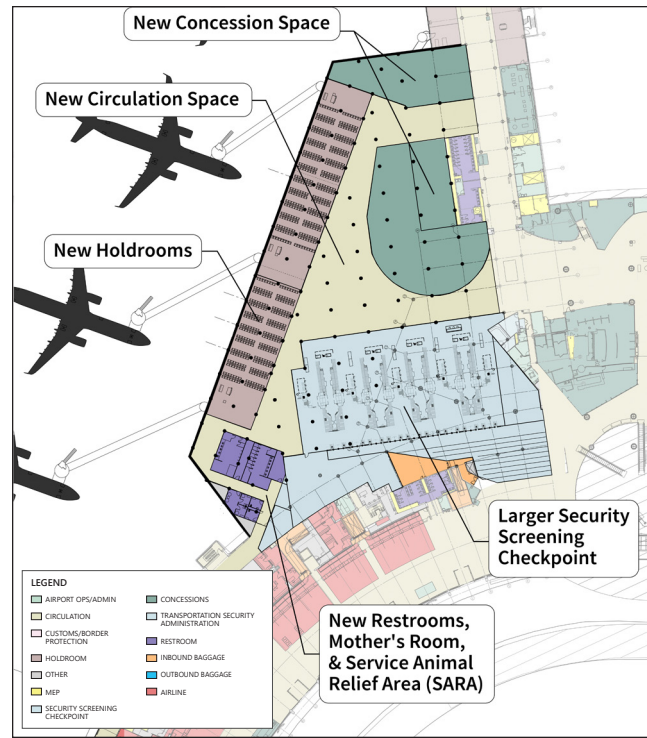 New Concession Space
New Circulation Space
New Holdrooms
Larger Security
Screening
Checkpoint
New Restrooms,
Mother's Room,
& Service Animal
Relief Area (SARA)
LEGEND
AIRPORT OPS/ADMIN
CIRCULATION
CUSTOMS/BORDER
PROTECTION
HOLDROOM
OTHER
MEP
SECURITY SCREENING
CHECKPOINT
CONCESSIONS
TRANSPORTATION SECURITY
ADMINISTRATION
RESTROOM
INBOUND BAGGAGE
OUTBOUND BAGGAGE
AIRLINE